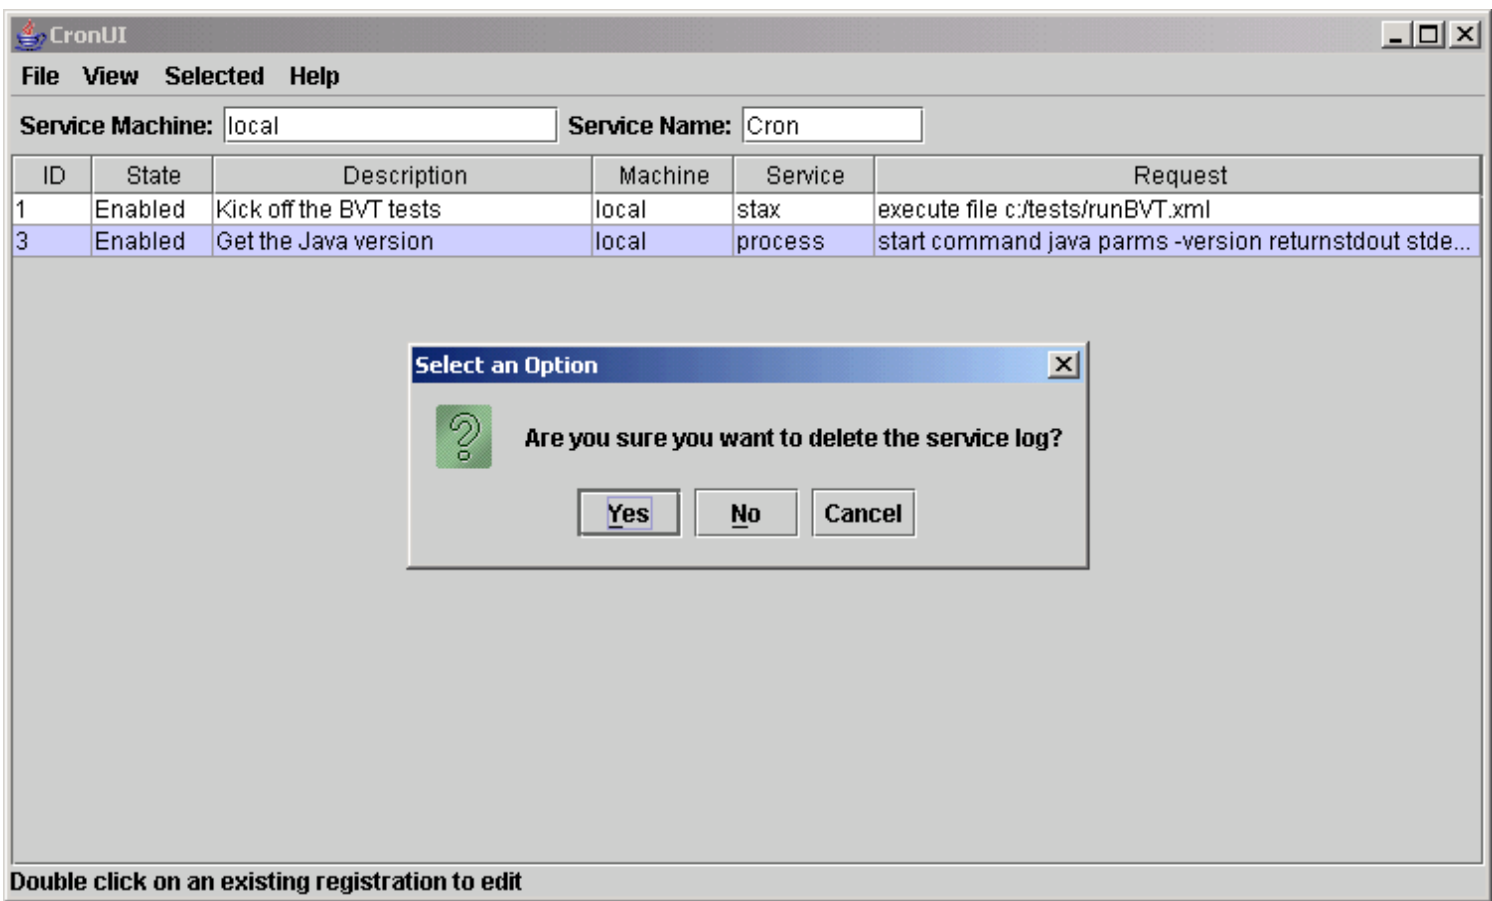 CronUI
File View Selected Help
Service Machine: local Service Name: Cron
ID State Description Machine Service Request
1 Enabled Kick off the BVT tests local stax execute file c:/tests/runBVT.xml
3 Enabled Get the Java version local process start command java parms -version returnstdout stde...
Select an Option
Are you sure you want to delete the service log?
Yes No Cancel
Double click on an existing registration to edit